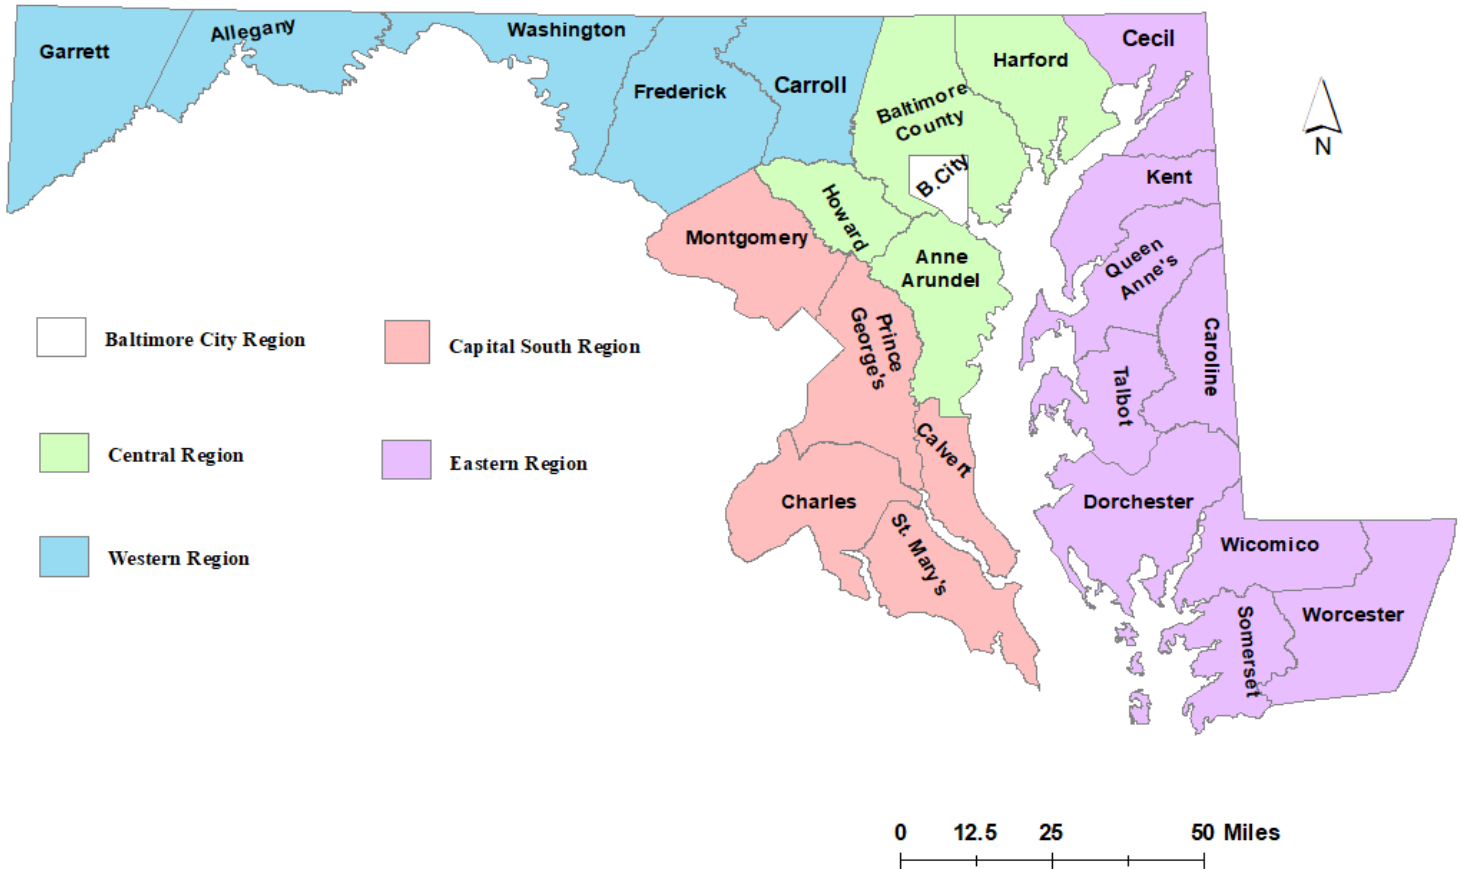 Garrett
Allegany
Washington
Frederick
Carroll
Baltimore
County
Harford
Cecil
B.City
Howard
Kent
Montgomery
Anne
Arundel
Queen
Anne's
Prince
George's
Caroline
Talbot
Calvert
Charles
St. Mary's
Dorchester
Wicomico
Worcester
Somerset
N
Baltimore City Region
Capital South Region
Central Region
Eastern Region
Western Region
0 12.5 25 50 Miles